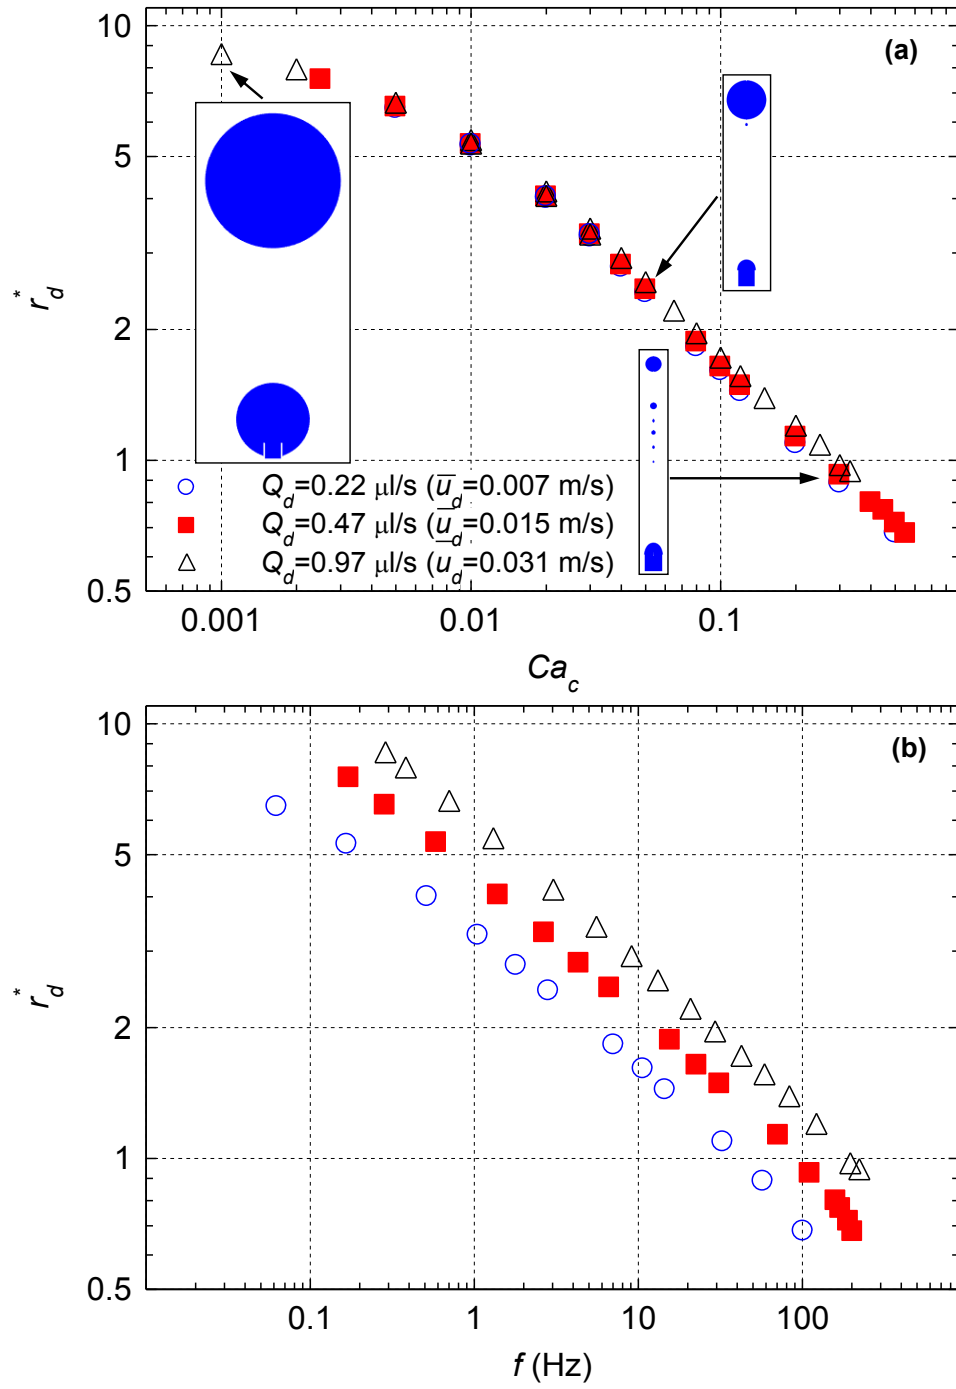 10
(a)
5
r*d
2
1
Qd=0.22 μl/s (ūd=0.007 m/s)
Qd=0.47 μl/s (ūd=0.015 m/s)
Qd=0.97 μl/s (ūd=0.031 m/s)
0.5
0.001 0.01 0.1
Cac
10
(b)
5
r*d
2
1
0.5
0.1 1 10 100
f (Hz)